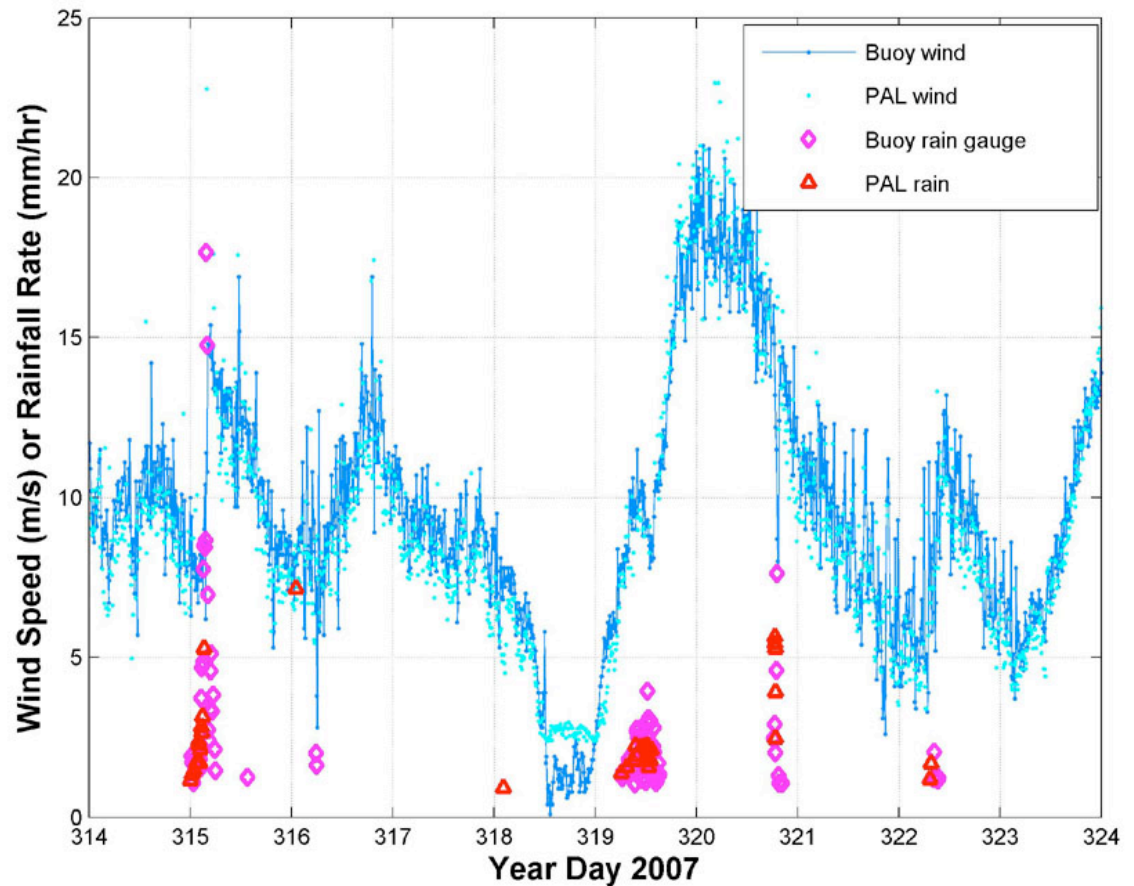 25
20
15
10
5
0
Wind Speed (m/s) or Rainfall Rate (mm/hr)
Buoy wind
PAL wind
Buoy rain gauge
PAL rain
314 315 316 317 318 319 320 321 322 323 324
Year Day 2007